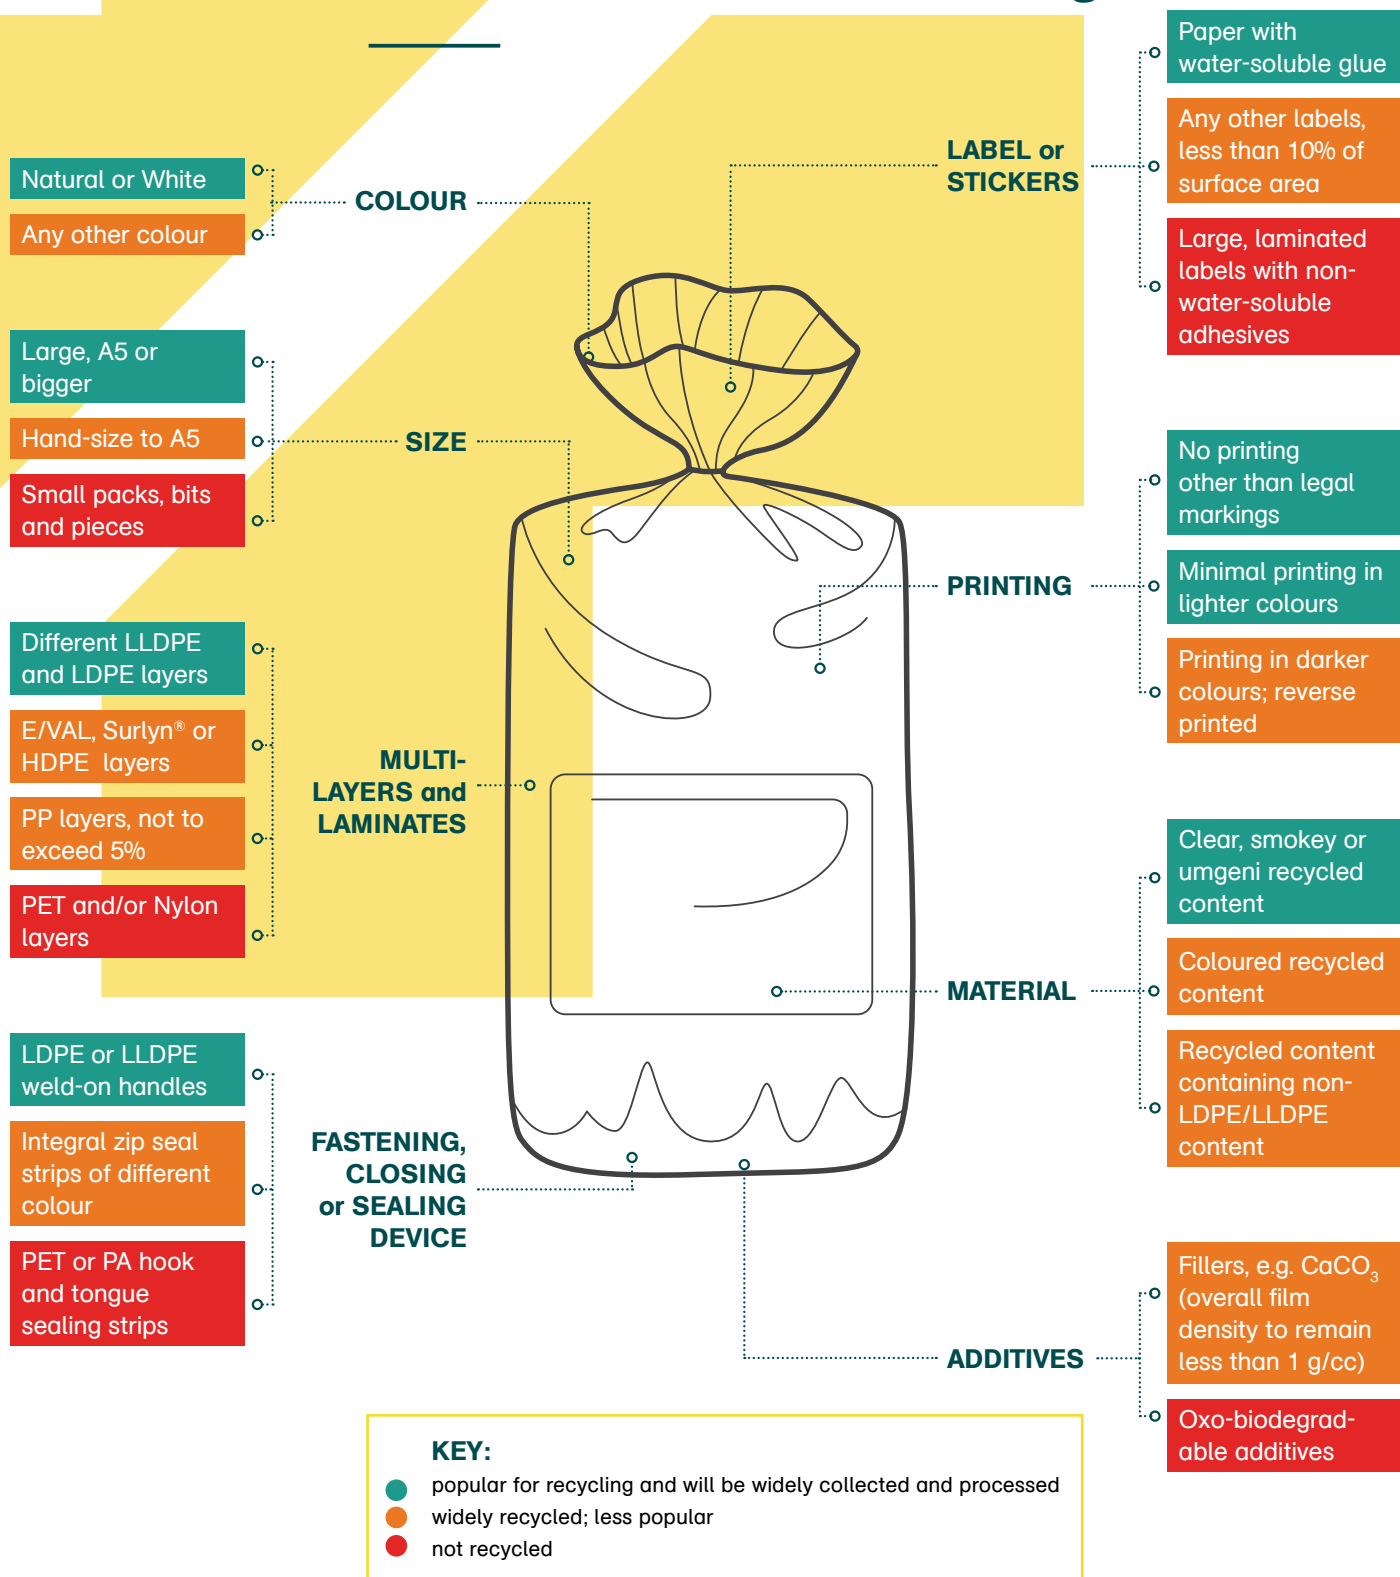 Natural or White
Any other colour
COLOUR
Large, A5 or
bigger
Hand-size to A5
Small packs, bits
and pieces
SIZE
Different LLDPE
and LDPE layers
E/VAL, Surlyn® or
HDPE  layers
PP layers, not to
exceed 5%
PET and/or Nylon
layers
MULTI-
LAYERS and
LAMINATES
LDPE or LLDPE
weld-on handles
Integral zip seal
strips of different
colour
PET or PA hook
and tongue
sealing strips
FASTENING,
CLOSING
or SEALING
DEVICE
LABEL or
STICKERS
Paper with
water-soluble glue
Any other labels,
less than 10% of
surface area
Large, laminated
labels with non-
water-soluble
adhesives
PRINTING
No printing
other than legal
markings
Minimal printing in
lighter colours
Printing in darker
colours; reverse
printed
MATERIAL
Clear, smokey or
umgeni recycled
content
Coloured recycled
content
Recycled content
containing non-
LDPE/LLDPE
content
ADDITIVES
Fillers, e.g. CaCO₃
(overall film
density to remain
less than 1 g/cc)
Oxo-biodegrad-
able additives
KEY:
popular for recycling and will be widely collected and processed
widely recycled; less popular
not recycled